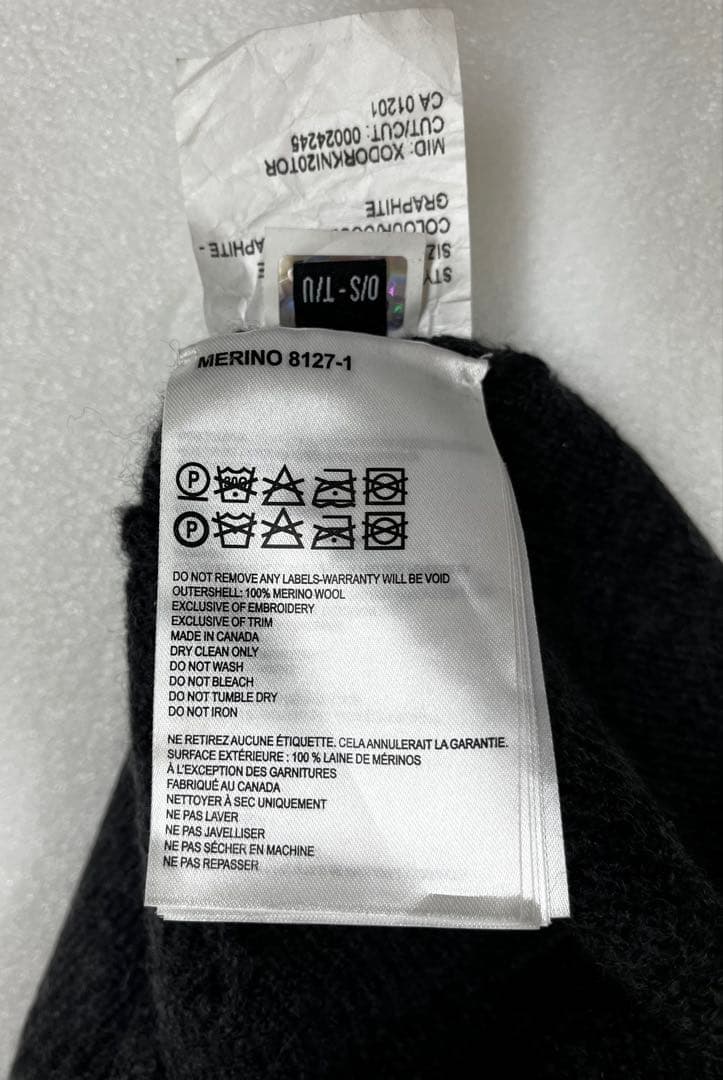 CA 01201
CUT/CUT: 00024245
MID: XODORKNI20TOR
GRAPHITE
O/S - T/U
MERINO 8127-1
P
P
DO NOT REMOVE ANY LABELS-WARRANTY WILL BE VOID
OUTERSHELL: 100% MERINO WOOL
EXCLUSIVE OF EMBROIDERY
EXCLUSIVE OF TRIM
MADE IN CANADA
DRY CLEAN ONLY
DO NOT WASH
DO NOT BLEACH
DO NOT TUMBLE DRY
DO NOT IRON
NE RETIREZ AUCUNE ÉTIQUETTE. CELA ANNULERAIT LA GARANTIE.
SURFACE EXTÉRIEURE : 100 % LAINE DE MÉRINOS
À L'EXCEPTION DES GARNITURES
FABRIQUÉ AU CANADA
NETTOYER À SEC UNIQUEMENT
NE PAS LAVER
NE PAS JAVELLISER
NE PAS SÉCHER EN MACHINE
NE PAS REPASSER